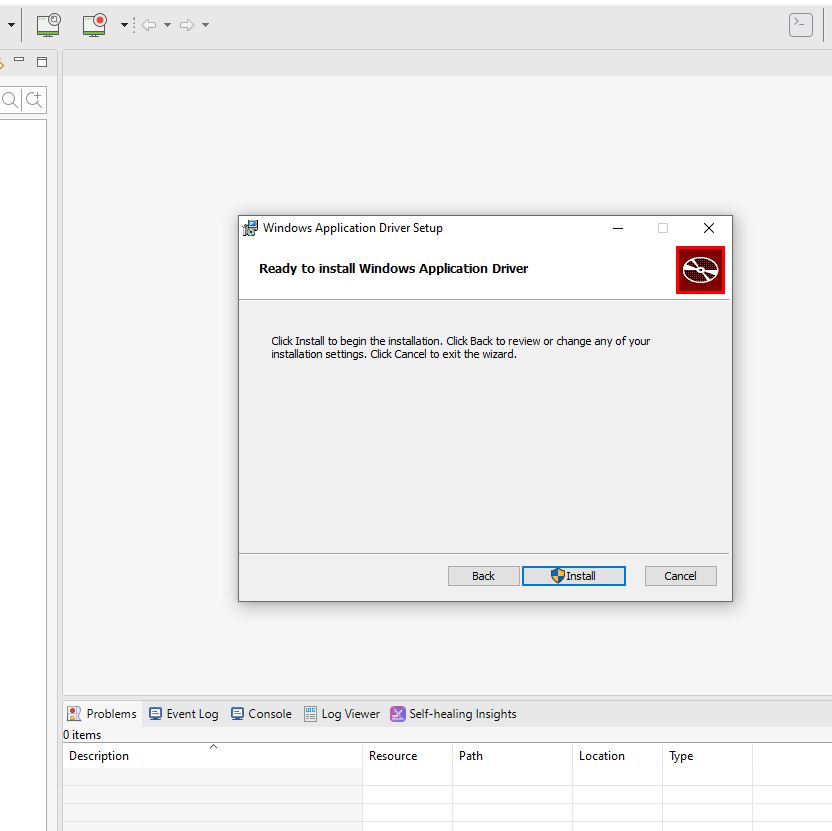 Windows Application Driver Setup
Ready to install Windows Application Driver
Click Install to begin the installation. Click Back to review or change any of your
installation settings. Click Cancel to exit the wizard.
Back
Install
Cancel
Problems
Event Log
Console
Log Viewer
Self-healing Insights
0 items
Description
Resource
Path
Location
Type